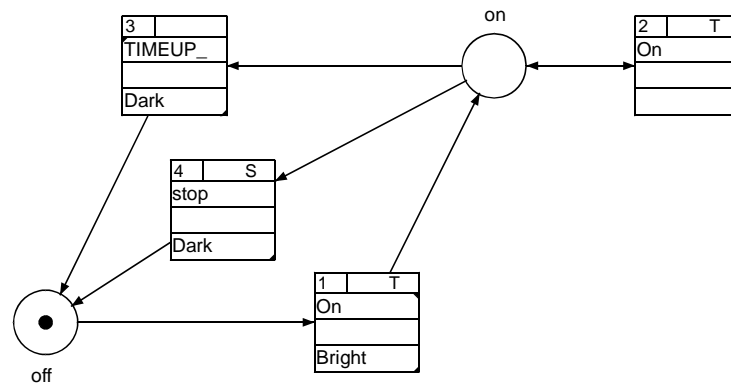 on
3
TIMEUP_
Dark
2 T
On
4 S
stop
Dark
1 T
On
Bright
off